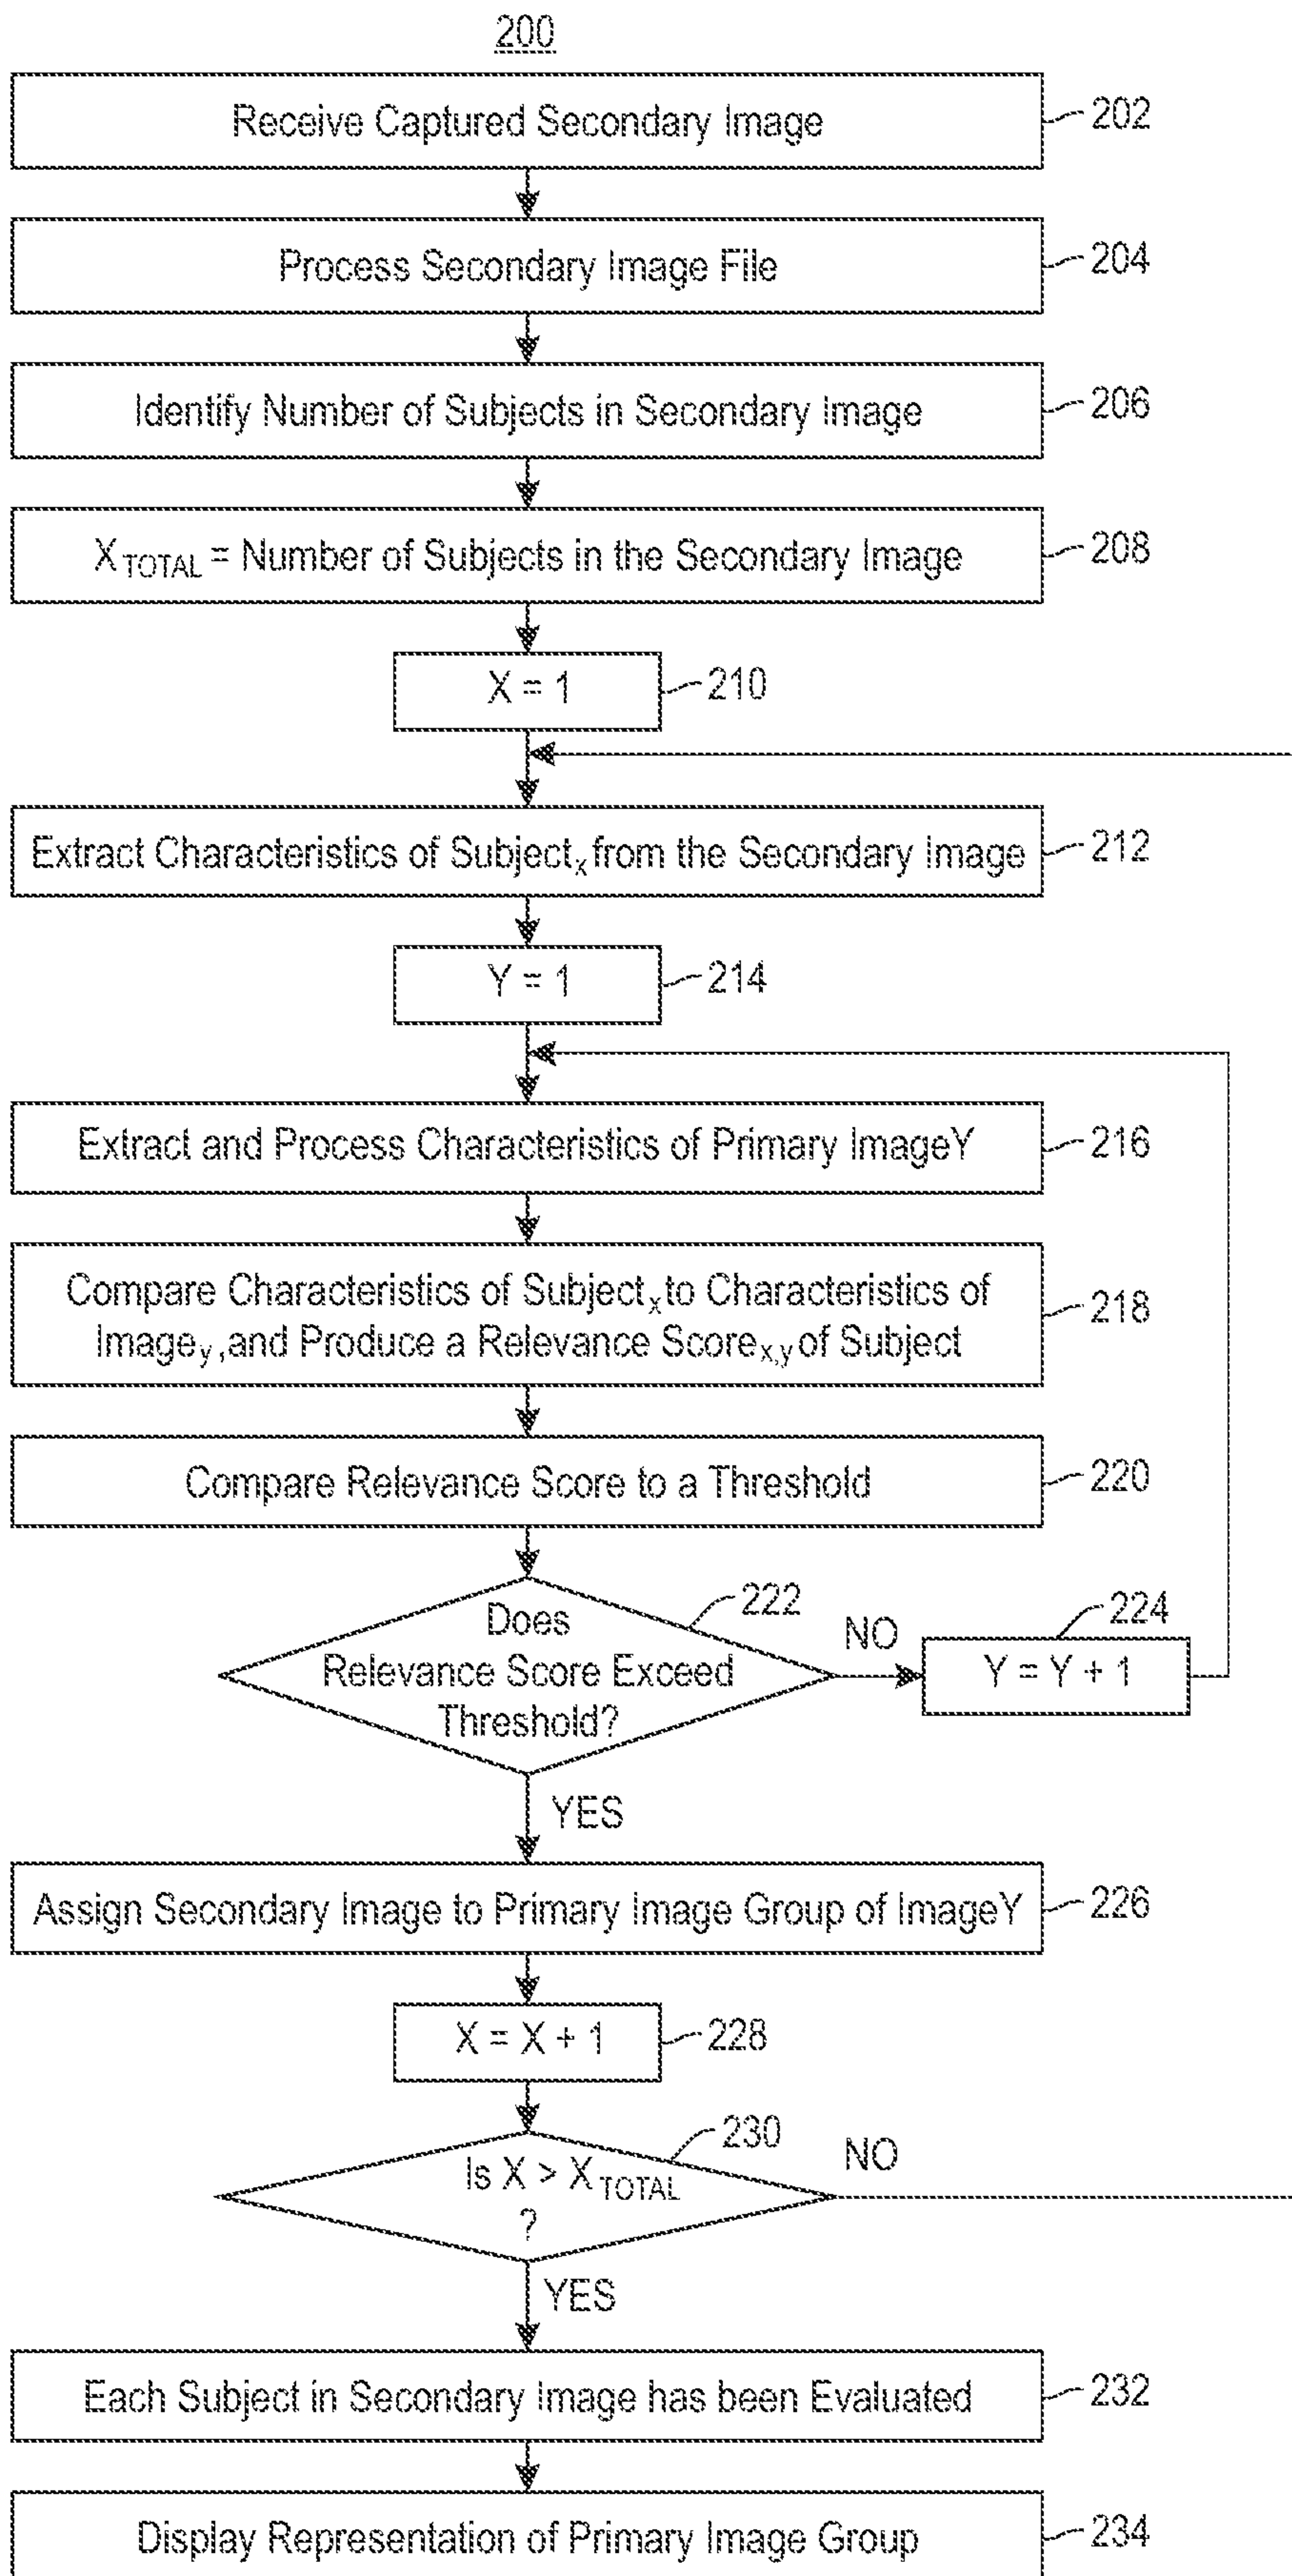 200
Receive Captured Secondary Image
202
Process Secondary Image File
204
Identify Number of Subjects in Secondary Image
206
X TOTAL = Number of Subjects in the Secondary Image
208
X = 1
210
Extract Characteristics of Subjectx from the Secondary Image
212
Y = 1
214
Extract and Process Characteristics of Primary ImageY
216
Compare Characteristics of Subjectx to Characteristics of
Imagey,and Produce a Relevance Scorex,y of Subject
218
Compare Relevance Score to a Threshold
220
Does
Relevance Score Exceed
Threshold?
222
NO
Y = Y + 1
224
YES
Assign Secondary Image to Primary Image Group of ImageY
226
X = X + 1
228
Is X > X TOTAL
?
230
NO
YES
Each Subject in Secondary Image has been Evaluated
232
Display Representation of Primary Image Group
234